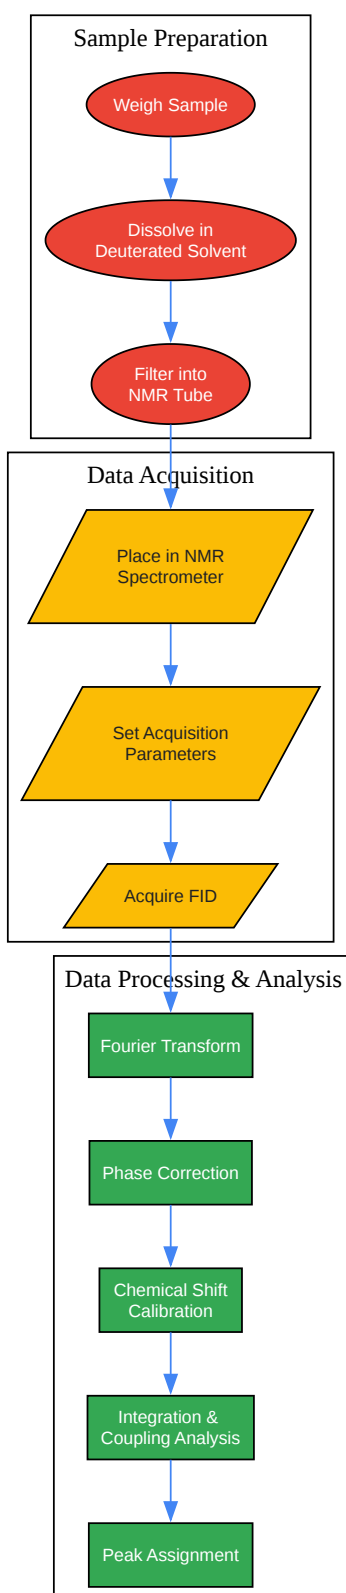 Sample Preparation
Weigh Sample
Dissolve in
Deuterated Solvent
Filter into
NMR Tube
Data Acquisition
Place in NMR
Spectrometer
Set Acquisition
Parameters
Acquire FID
Data Processing & Analysis
Fourier Transform
Phase Correction
Chemical Shift
Calibration
Integration &
Coupling Analysis
Peak Assignment